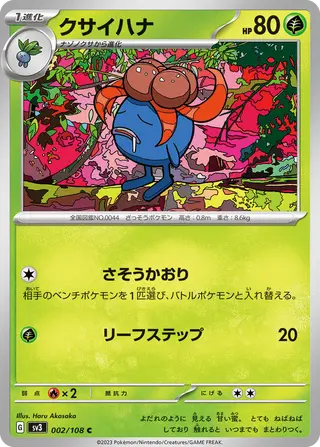 1進化
クサイハナ
HP80
ナゾノクサから進化
全国図鑑NO.0044 ざっそうポケモン 高さ：0.8m 重さ：8.6kg
さそうかおり
相手のベンチポケモンを1匹選び、バトルポケモンと入れ替える。
リーフステップ 20
弱点 ×2 抵抗力 にげる
Illus. Haru Akasaka
G sv3 002/108 C
よだれのように 見える 甘い 蜜。とても ねばねば
して おり 触ると いつまでも まとわりつく。
©2023 Pokémon/Nintendo/Creatures/GAME FREAK.